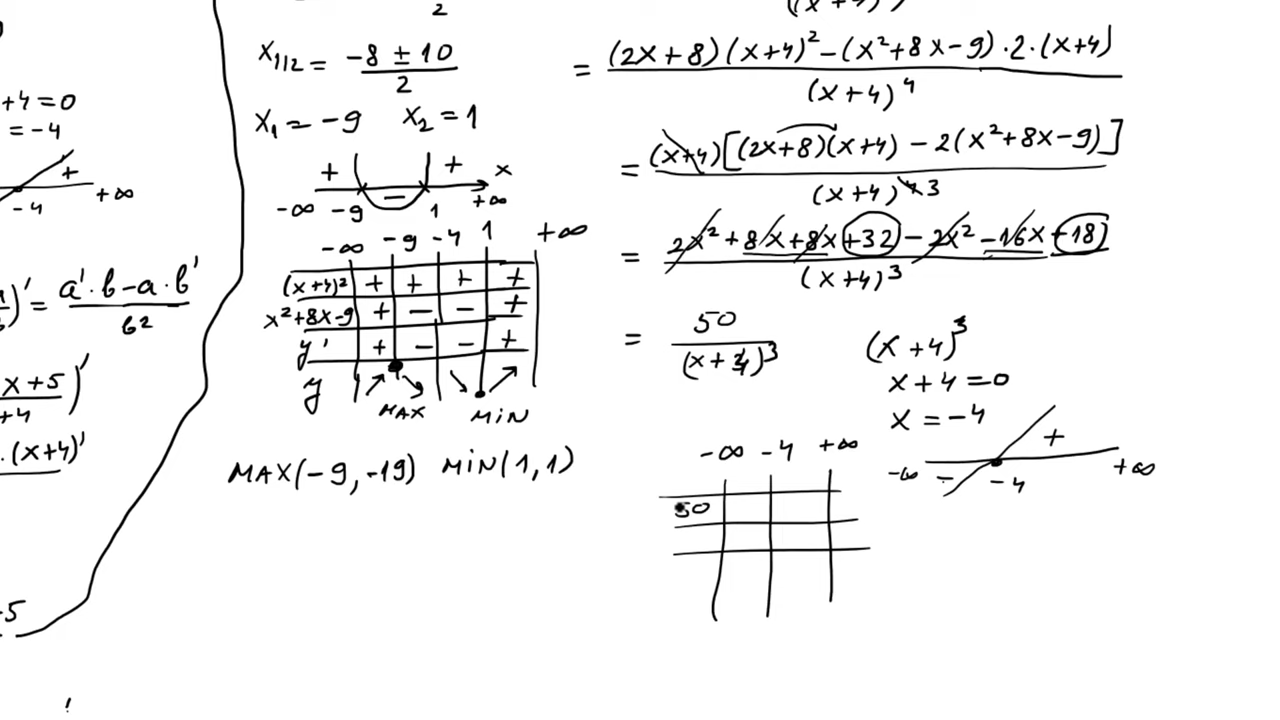 +4=0
=-4
+
-4 +∞
)' = a'·b-a·b'
b²
x+5 )'
+4
·(x+4)'
5
2
x₁/₂ = -8 ± 10
2
x₁ = -9 x₂ = 1
+ - + x
-∞ -9 1 +∞
-∞ -9 -4 1 +∞
(x+4)² + + + +
x²+8x-9 + - - +
y' + - - +
y ↗ ↘ ↘ ↗
MAX MIN
MAX(-9,-19) MIN(1,1)
= (2x+8)(x+4)²-(x²+8x-9)·2·(x+4)
(x+4)⁴
= (x+4)[(2x+8)(x+4)-2(x²+8x-9)]
(x+4)⁴ 3
= 2x²+8x+8x+32-2x²-16x+18
(x+4)³
= 50
(x+4)³
(x+4)³
x+4=0
x=-4
+
-∞ - -4 +∞
-∞ -4 +∞
50